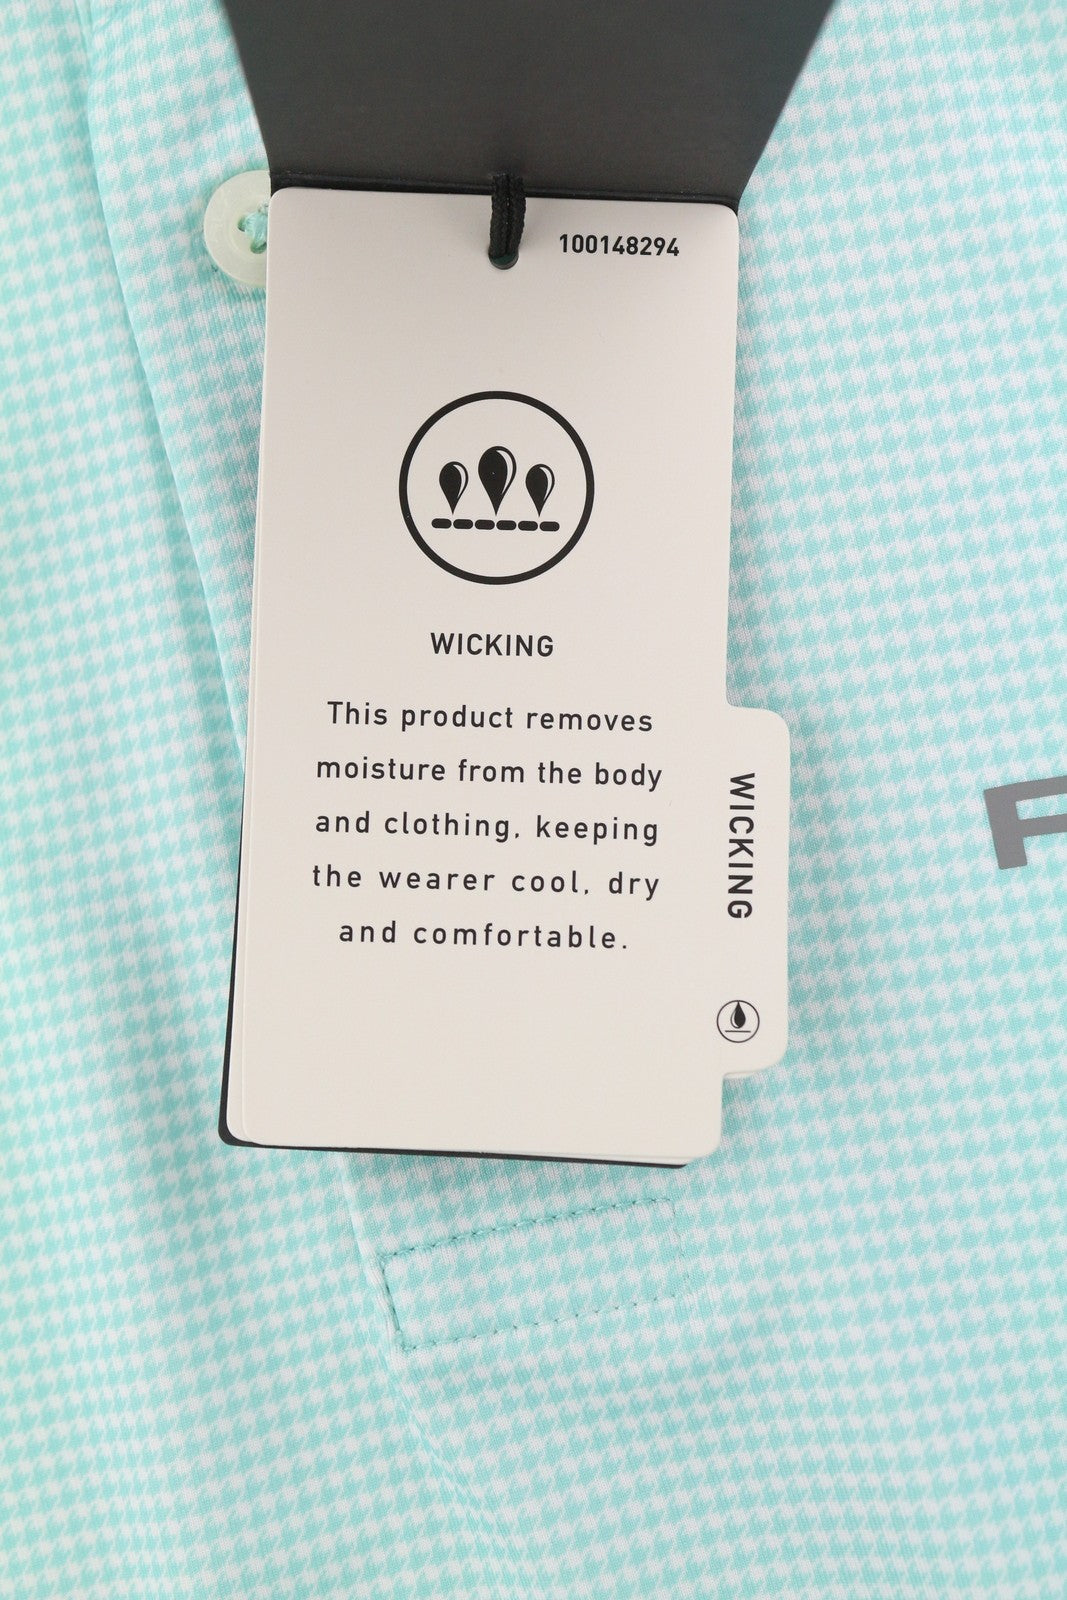 100148294
WICKING
This product removes
moisture from the body
and clothing, keeping
the wearer cool, dry
and comfortable.
WICKING